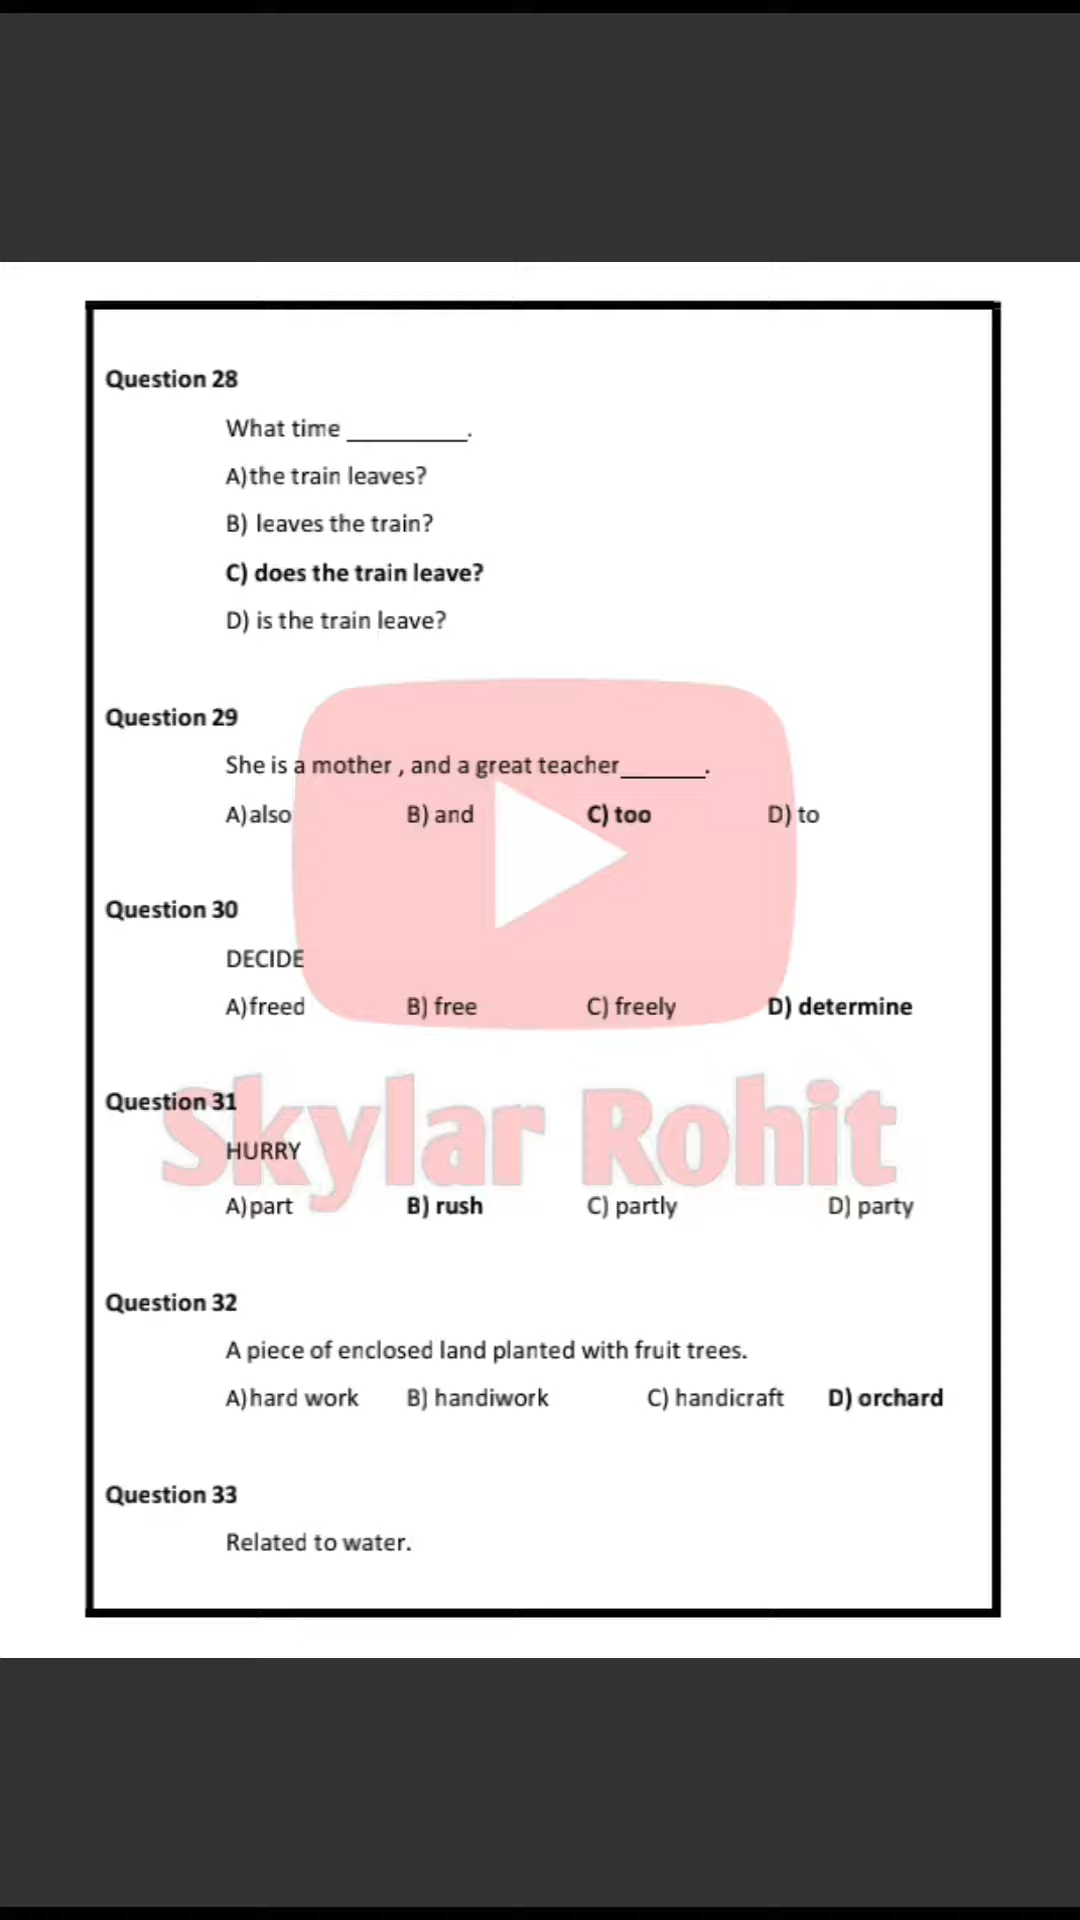 Question 28
What time __________.
A)the train leaves?
B) leaves the train?
C) does the train leave?
D) is the train leave?
Question 29
She is a mother , and a great teacher_______.
A)also B) and C) too D) to
Question 30
DECIDE
A)freed B) free C) freely D) determine
Question 31
HURRY
A)part B) rush C) partly D) party
Skylar Rohit
Question 32
A piece of enclosed land planted with fruit trees.
A)hard work B) handiwork C) handicraft D) orchard
Question 33
Related to water.